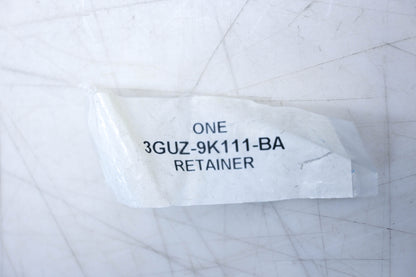 ONE
3GUZ-9K111-BA
RETAINER